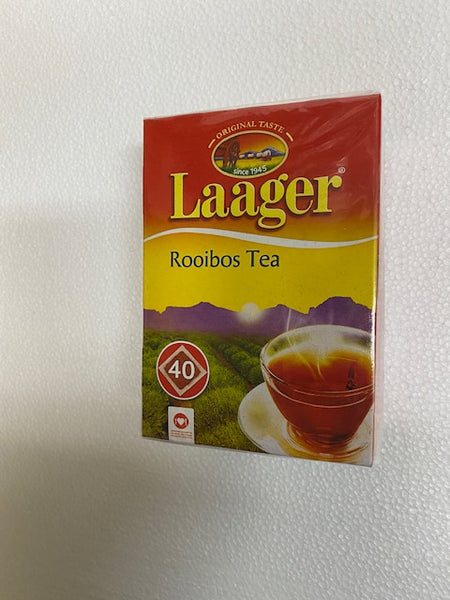 ORIGINAL TASTE
since 1945
Laager®
Rooibos Tea
40